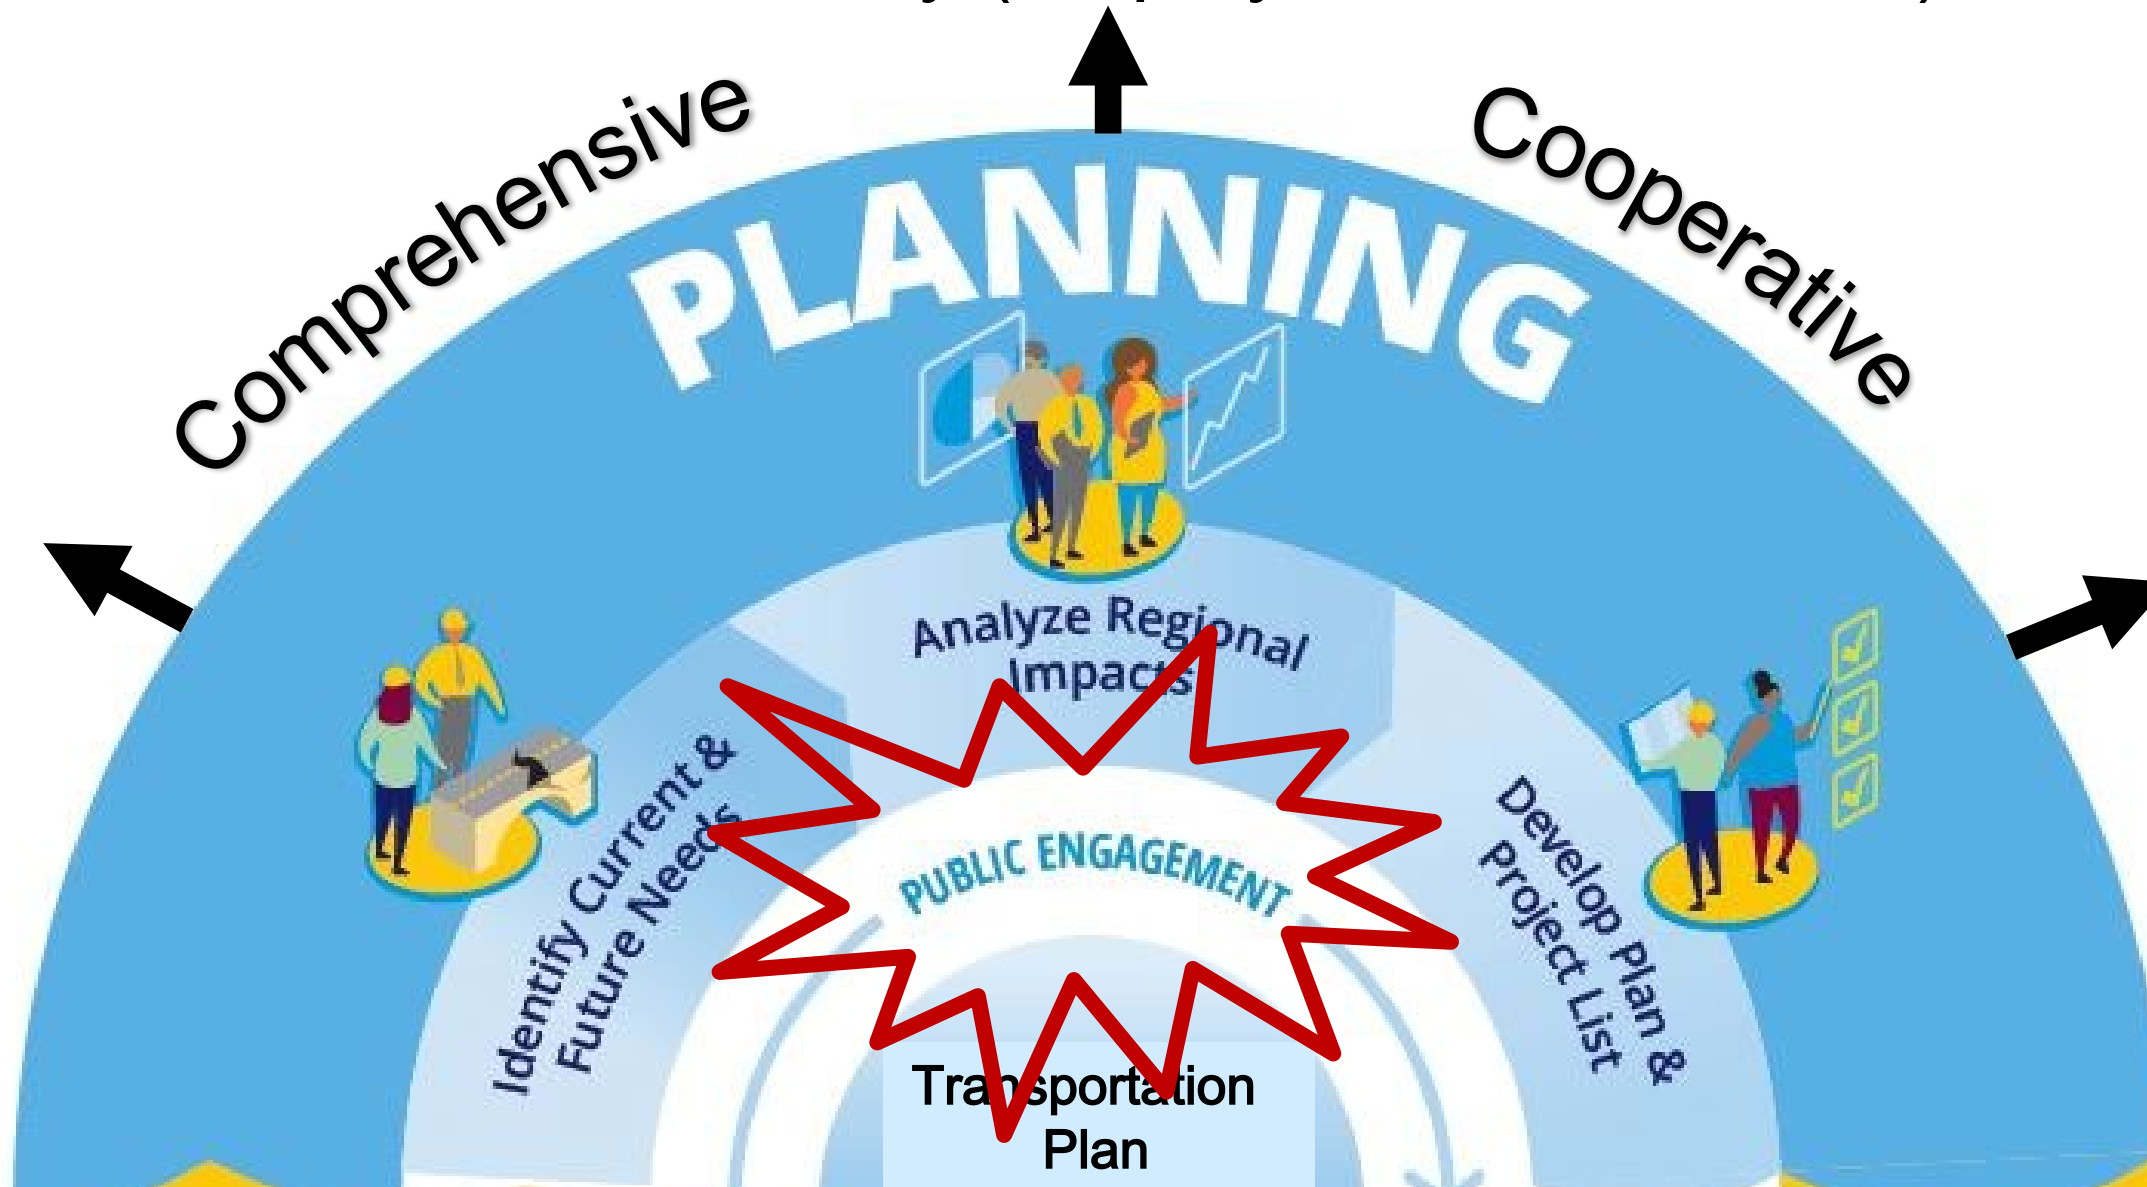 Comprehensive
Cooperative
PLANNING
Analyze Regional
Impacts
Identify Current &
Future Needs
Develop Plan &
Project List
PUBLIC ENGAGEMENT
Transportation
Plan